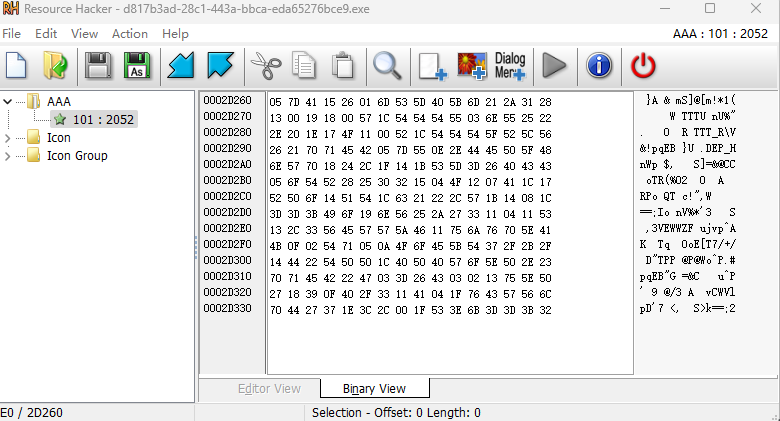 Resource Hacker - d817b3ad-28c1-443a-bbca-eda65276bce9.exe
File Edit View Action Help
AAA : 101 : 2052
As
Dialog
Menu
AAA
101 : 2052
Icon
Icon Group
0002D260 05 7D 41 15 26 01 6D 53 5D 40 5B 6D 21 2A 31 28
0002D270 13 00 19 18 00 57 1C 54 54 54 55 03 6E 55 25 22
0002D280 2E 20 1E 17 4F 11 00 52 1C 54 54 54 5F 52 5C 56
0002D290 26 21 70 71 45 42 05 7D 55 0E 2E 44 45 50 5F 48
0002D2A0 6E 57 70 18 24 2C 1F 14 1B 53 5D 3D 26 40 43 43
0002D2B0 05 6F 54 52 28 25 30 32 15 04 4F 12 07 41 1C 17
0002D2C0 52 50 6F 14 51 54 1C 63 21 22 2C 57 1B 14 08 1C
0002D2D0 3D 3D 3B 49 6F 19 6E 56 25 2A 27 33 11 04 11 53
0002D2E0 13 2C 33 56 45 57 57 5A 46 11 75 6A 76 70 5E 41
0002D2F0 4B 0F 02 54 71 05 0A 4F 6F 45 5B 54 37 2F 2B 2F
0002D300 14 44 22 54 50 50 1C 40 50 40 57 6F 5E 50 2E 23
0002D310 70 71 45 42 22 47 03 3D 26 43 03 02 13 75 5E 50
0002D320 27 18 39 0F 40 2F 33 11 41 04 1F 76 43 57 56 6C
0002D330 70 44 27 37 1E 3C 2C 00 1F 53 3E 6B 3D 3D 3B 32
}A & mS]@[m!*1(
W TTTU nU%"
. O R TTT_R\V
&!pqEB }U .DEP_H
nWp $, S]=&@CC
oTR(%02 O A
RPo QT c!",W
==;Io nV%*'3 S
,3VEWWZF ujvp^A
K Tq OoE[T7/+/
D"TPP @P@Wo^P.#
pqEB"G =&C u^P
' 9 @/3 A vCWVl
pD'7 <, S>k==;2
Editor View
Binary View
E0 / 2D260
Selection - Offset: 0 Length: 0